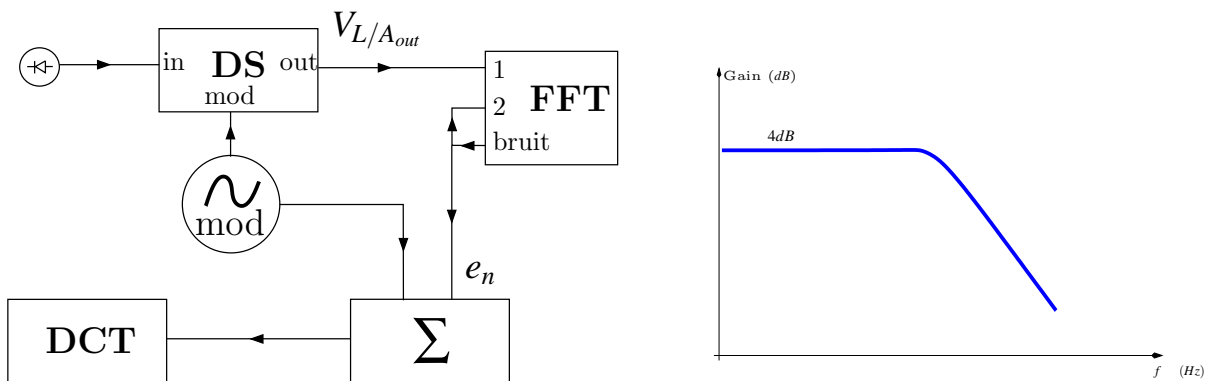 V_{L/A_{out}}
in DS out
mod
1
2 FFT
bruit
mod
e_n
DCT
Σ
Gain (dB)
4dB
f (Hz)